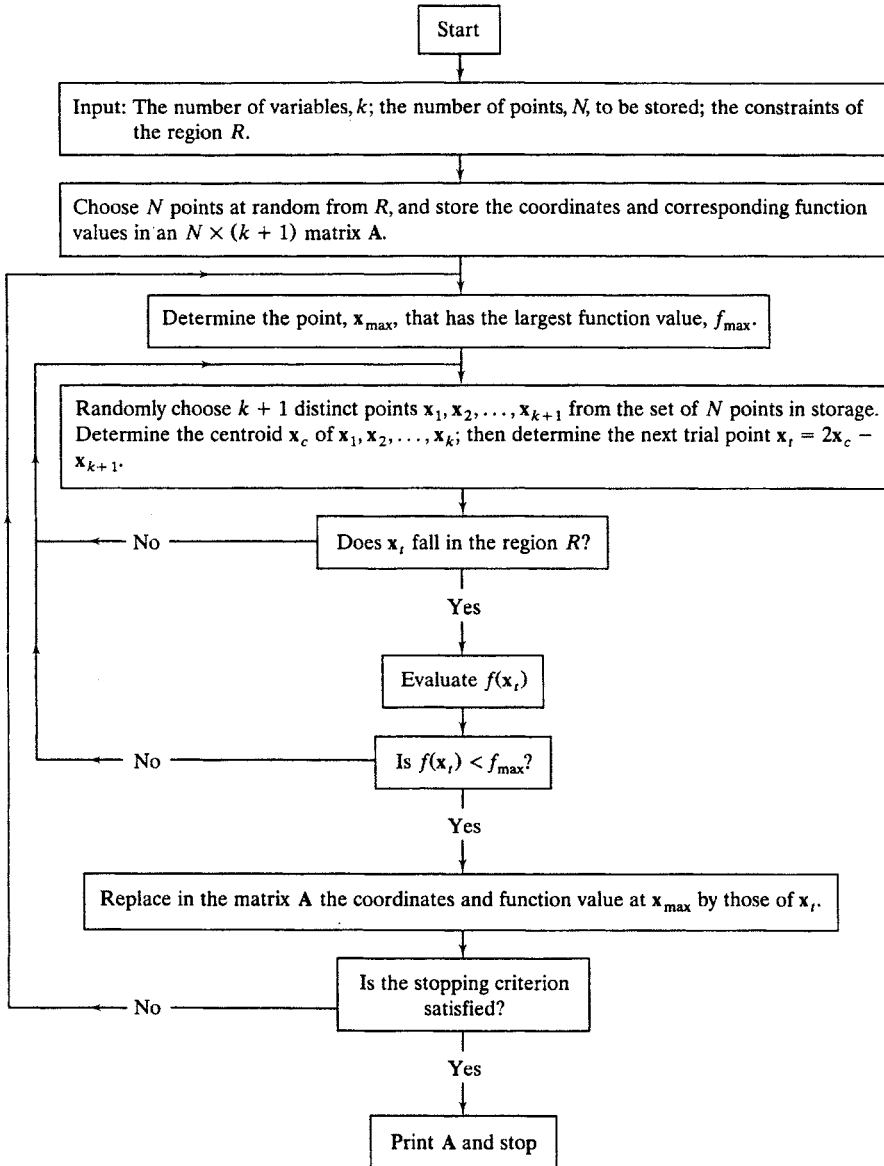 Start
Input: The number of variables, k; the number of points, N, to be stored; the constraints of
the region R.
Choose N points at random from R, and store the coordinates and corresponding function
values in an N × (k + 1) matrix A.
Determine the point, x_max, that has the largest function value, f_max.
Randomly choose k + 1 distinct points x_1, x_2, . . . , x_{k+1} from the set of N points in storage.
Determine the centroid x_c of x_1, x_2, . . . , x_k; then determine the next trial point x_t = 2x_c −
x_{k+1}.
No
Does x_t fall in the region R?
Yes
Evaluate f(x_t)
No
Is f(x_t) < f_max?
Yes
Replace in the matrix A the coordinates and function value at x_max by those of x_t.
Is the stopping criterion
satisfied?
No
Yes
Print A and stop